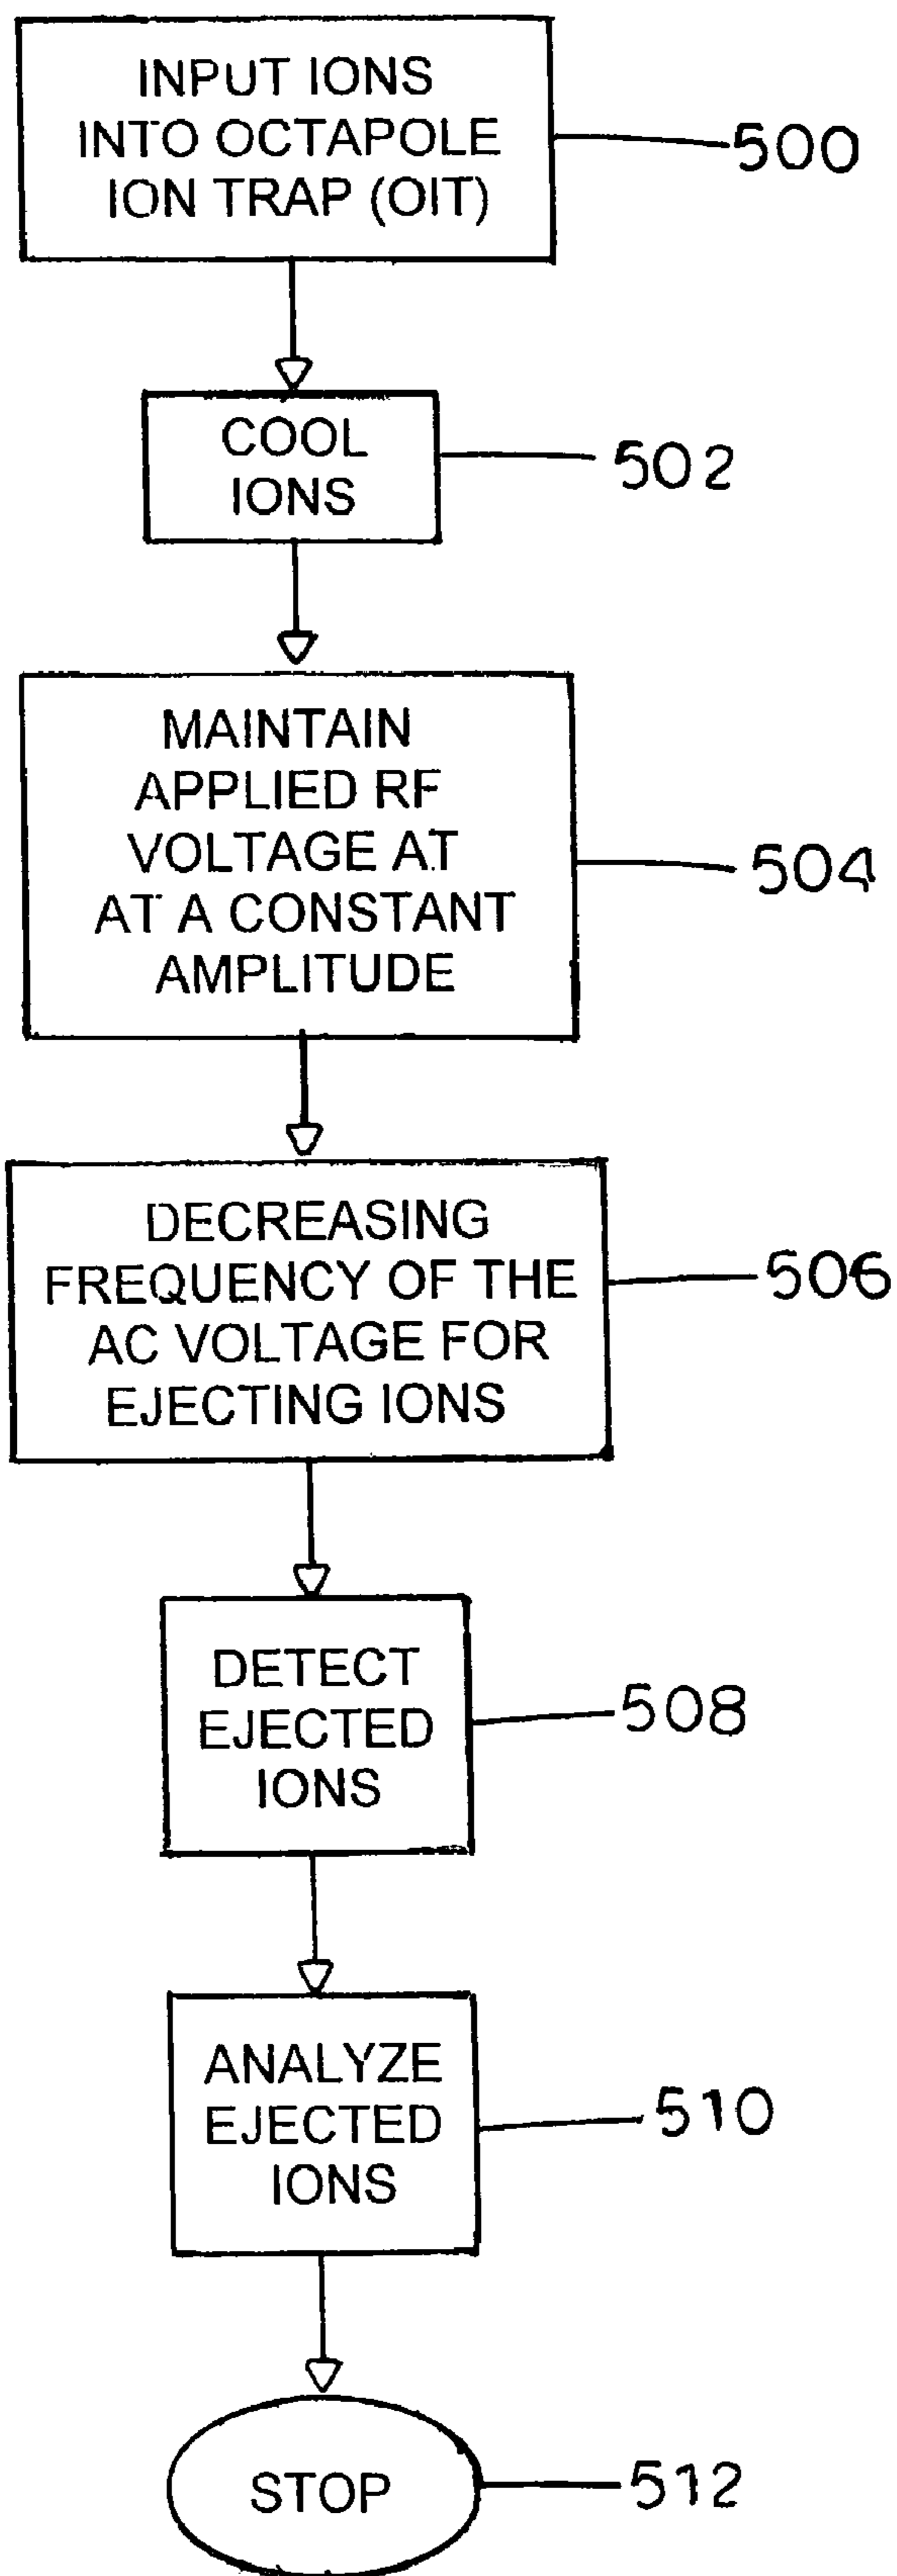 INPUT IONS
INTO OCTAPOLE
ION TRAP (OIT)
500
COOL
IONS
502
MAINTAIN
APPLIED RF
VOLTAGE AT
AT A CONSTANT
AMPLITUDE
504
DECREASING
FREQUENCY OF THE
AC VOLTAGE FOR
EJECTING IONS
506
DETECT
EJECTED
IONS
508
ANALYZE
EJECTED
IONS
510
STOP
512